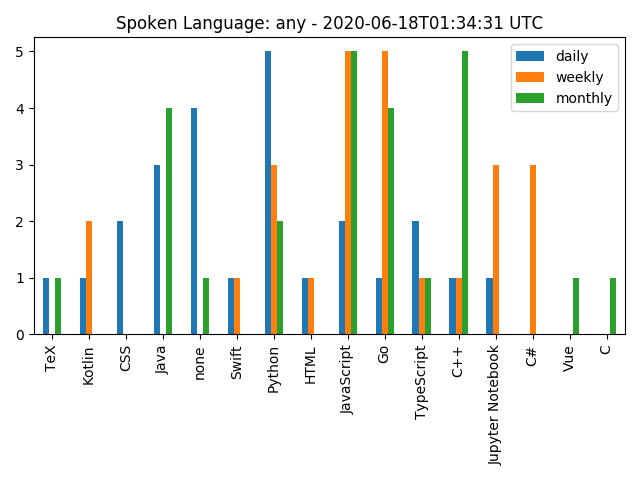 Spoken Language: any - 2020-06-18T01:34:31 UTC
daily
weekly
monthly
5
4
3
2
1
0
TeX
Kotlin
CSS
Java
none
Swift
Python
HTML
JavaScript
Go
TypeScript
C++
Jupyter Notebook
C#
Vue
C